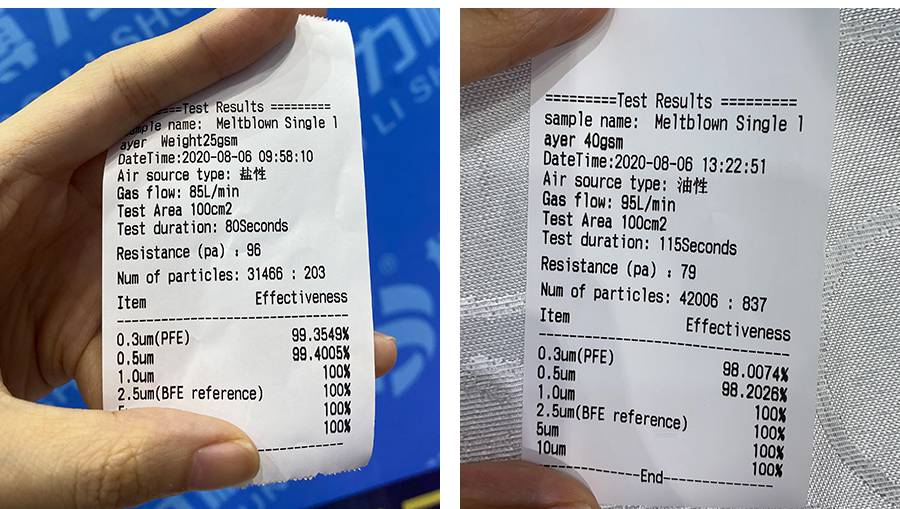 LI SHO
LI SH
===Test Results =========
sample name: Meltblown Single l
ayer Weight25gsm
DateTime:2020-08-06 09:58:10
Air source type: 盐性
Gas flow: 85L/min
Test Area 100cm2
Test duration: 80Seconds
Resistance (pa) : 96
Num of particles: 31466 : 203
Item Effectiveness
--------------------------------
0.3um(PFE) 99.3549%
0.5um 99.4005%
1.0um 100%
2.5um(BFE reference) 100%
100%
100%
=========Test Results =========
sample name: Meltblown Single l
ayer 40gsm
DateTime:2020-08-06 13:22:51
Air source type: 油性
Gas flow: 95L/min
Test Area 100cm2
Test duration: 115Seconds
Resistance (pa) : 79
Num of particles: 42006 : 837
Item Effectiveness
--------------------------------
0.3um(PFE) 98.0074%
0.5um 98.2026%
1.0um 100%
2.5um(BFE reference) 100%
5um 100%
10um 100%
--------------End--------------